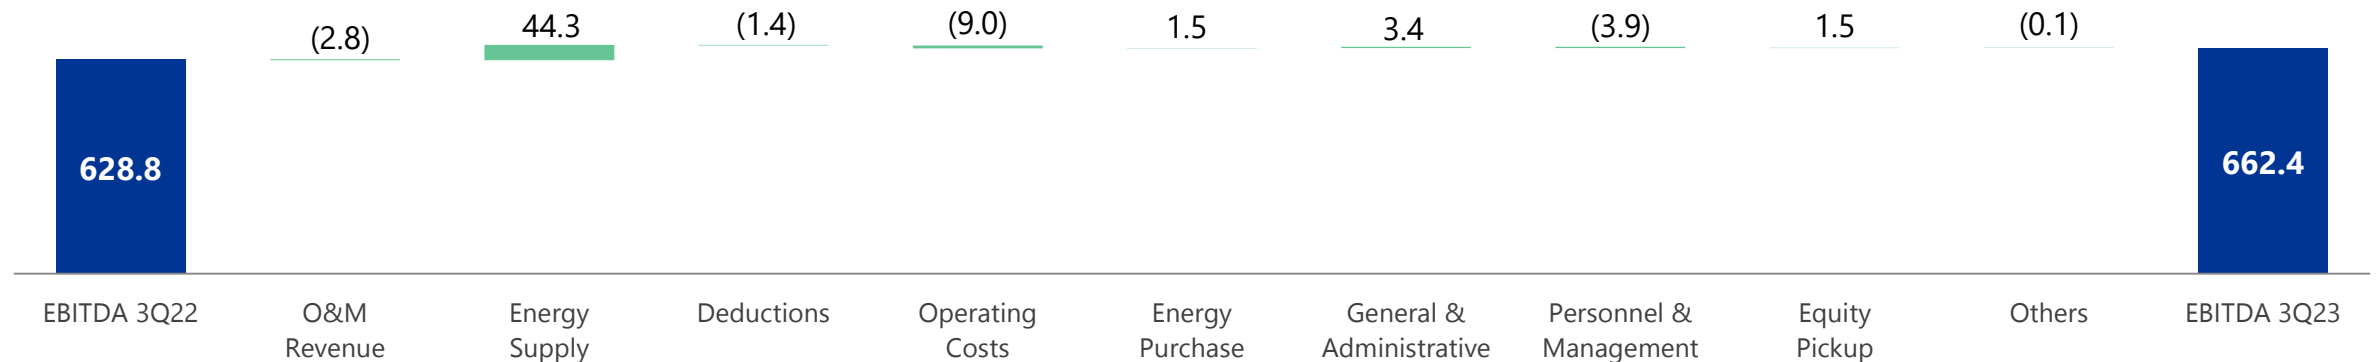 (2.8)
44.3
(1.4)
(9.0)
1.5
3.4
(3.9)
1.5
(0.1)
628.8
662.4
EBITDA 3Q22
O&M
Revenue
Energy
Supply
Deductions
Operating
Costs
Energy
Purchase
General &
Administrative
Personnel &
Management
Equity
Pickup
Others
EBITDA 3Q23